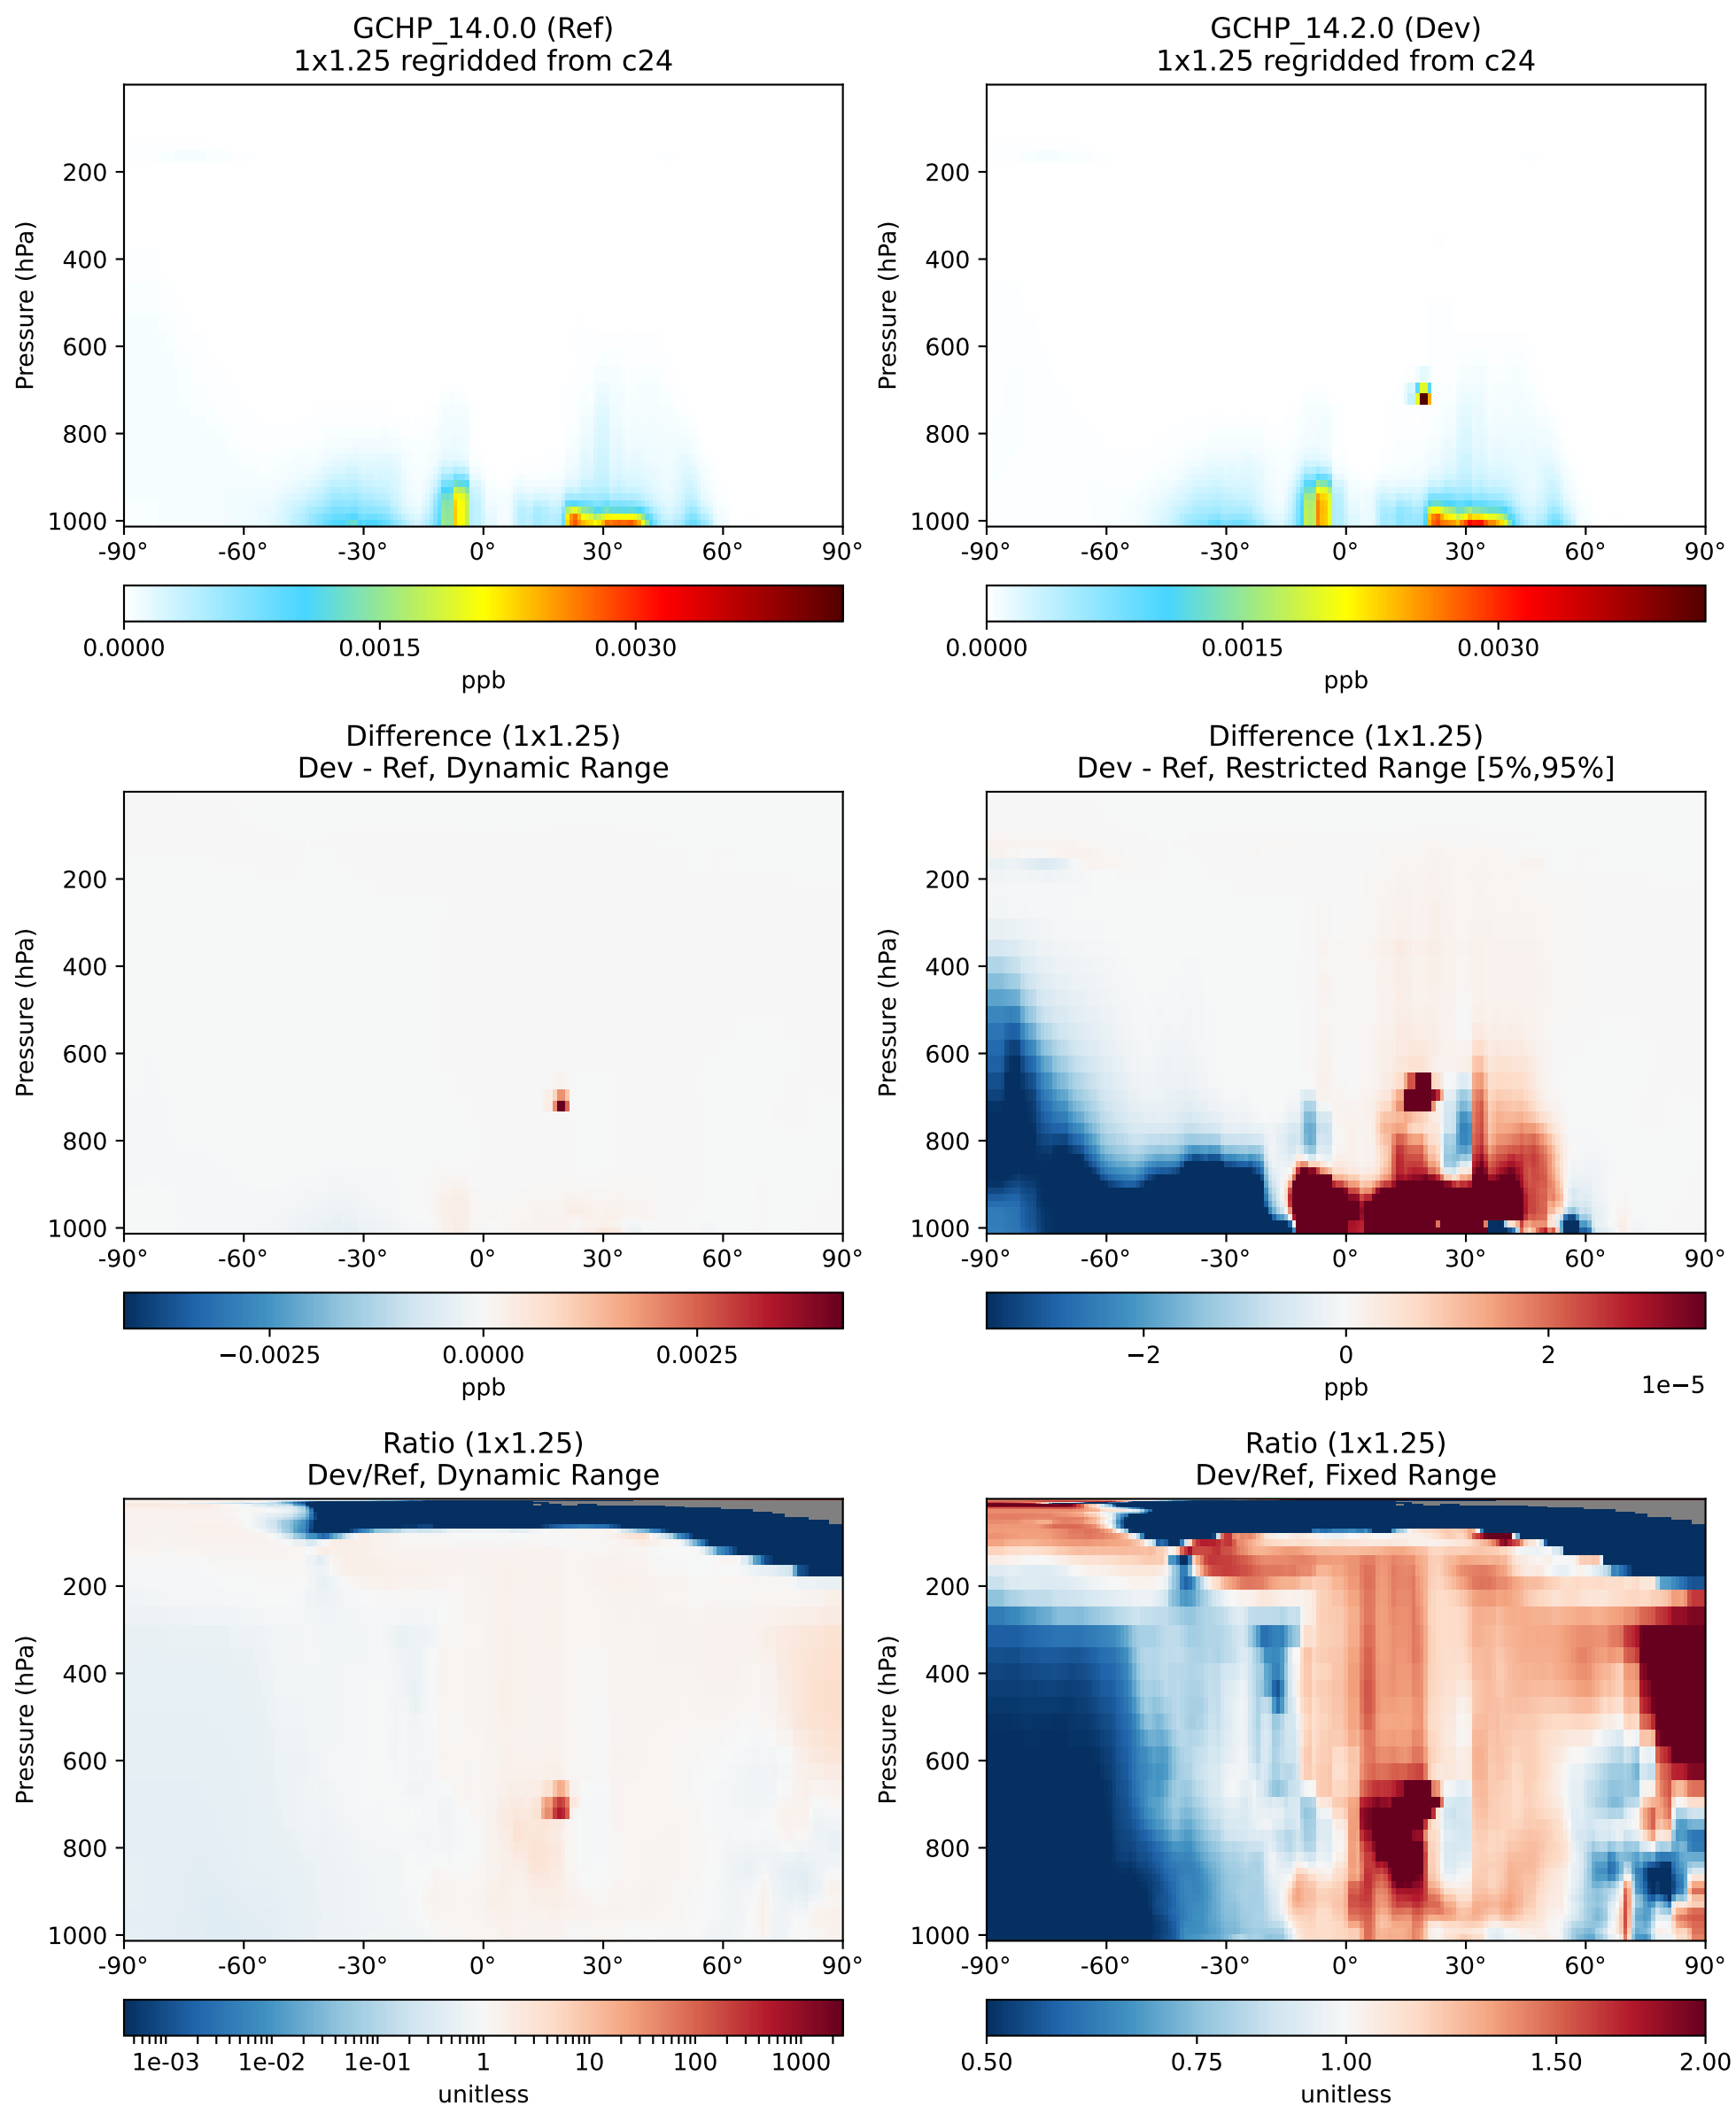 GCHP_14.0.0 (Ref)
1x1.25 regridded from c24
Pressure (hPa)
200
400
600
800
1000
-90° -60° -30° 0° 30° 60° 90°
0.0000 0.0015 0.0030
ppb
GCHP_14.2.0 (Dev)
1x1.25 regridded from c24
Pressure (hPa)
200
400
600
800
1000
-90° -60° -30° 0° 30° 60° 90°
0.0000 0.0015 0.0030
ppb
Difference (1x1.25)
Dev - Ref, Dynamic Range
Pressure (hPa)
200
400
600
800
1000
-90° -60° -30° 0° 30° 60° 90°
−0.0025 0.0000 0.0025
ppb
Difference (1x1.25)
Dev - Ref, Restricted Range [5%,95%]
Pressure (hPa)
200
400
600
800
1000
-90° -60° -30° 0° 30° 60° 90°
−2 0 2
ppb
1e−5
Ratio (1x1.25)
Dev/Ref, Dynamic Range
Pressure (hPa)
200
400
600
800
1000
-90° -60° -30° 0° 30° 60° 90°
1e-03 1e-02 1e-01 1 10 100 1000
unitless
Ratio (1x1.25)
Dev/Ref, Fixed Range
Pressure (hPa)
200
400
600
800
1000
-90° -60° -30° 0° 30° 60° 90°
0.50 0.75 1.00 1.50 2.00
unitless